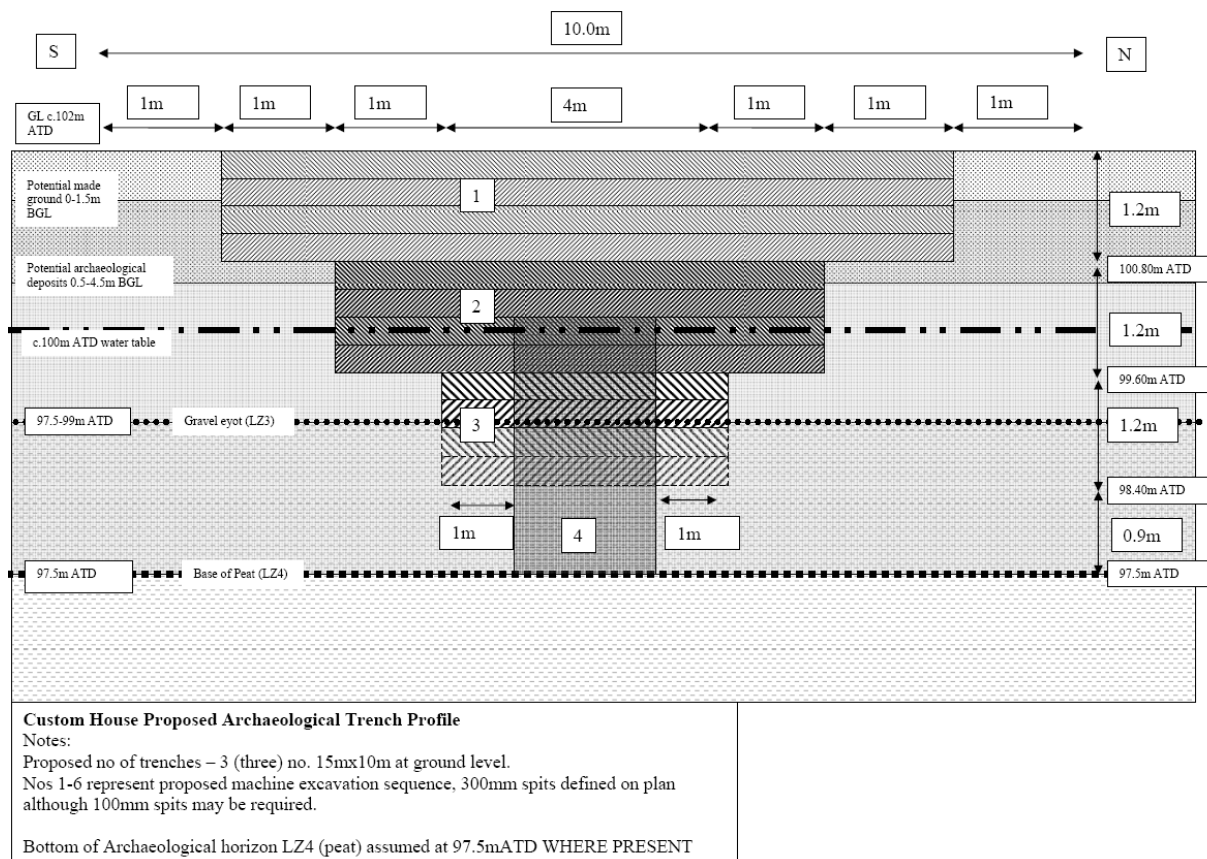 10.0m
S
N
1m
1m
1m
4m
1m
1m
1m
GL c.102m
ATD
Potential made
ground 0-1.5m
BGL
1
1.2m
Potential archaeological
deposits 0.5-4.5m BGL
100.80m ATD
2
c.100m ATD water table
1.2m
99.60m ATD
97.5-99m ATD
Gravel eyot (LZ3)
3
1.2m
98.40m ATD
1m
4
1m
0.9m
97.5m ATD
Base of Peat (LZ4)
97.5m ATD
Custom House Proposed Archaeological Trench Profile
Notes:
Proposed no of trenches – 3 (three) no. 15mx10m at ground level.
Nos 1-6 represent proposed machine excavation sequence, 300mm spits defined on plan
although 100mm spits may be required.
Bottom of Archaeological horizon LZ4 (peat) assumed at 97.5mATD WHERE PRESENT